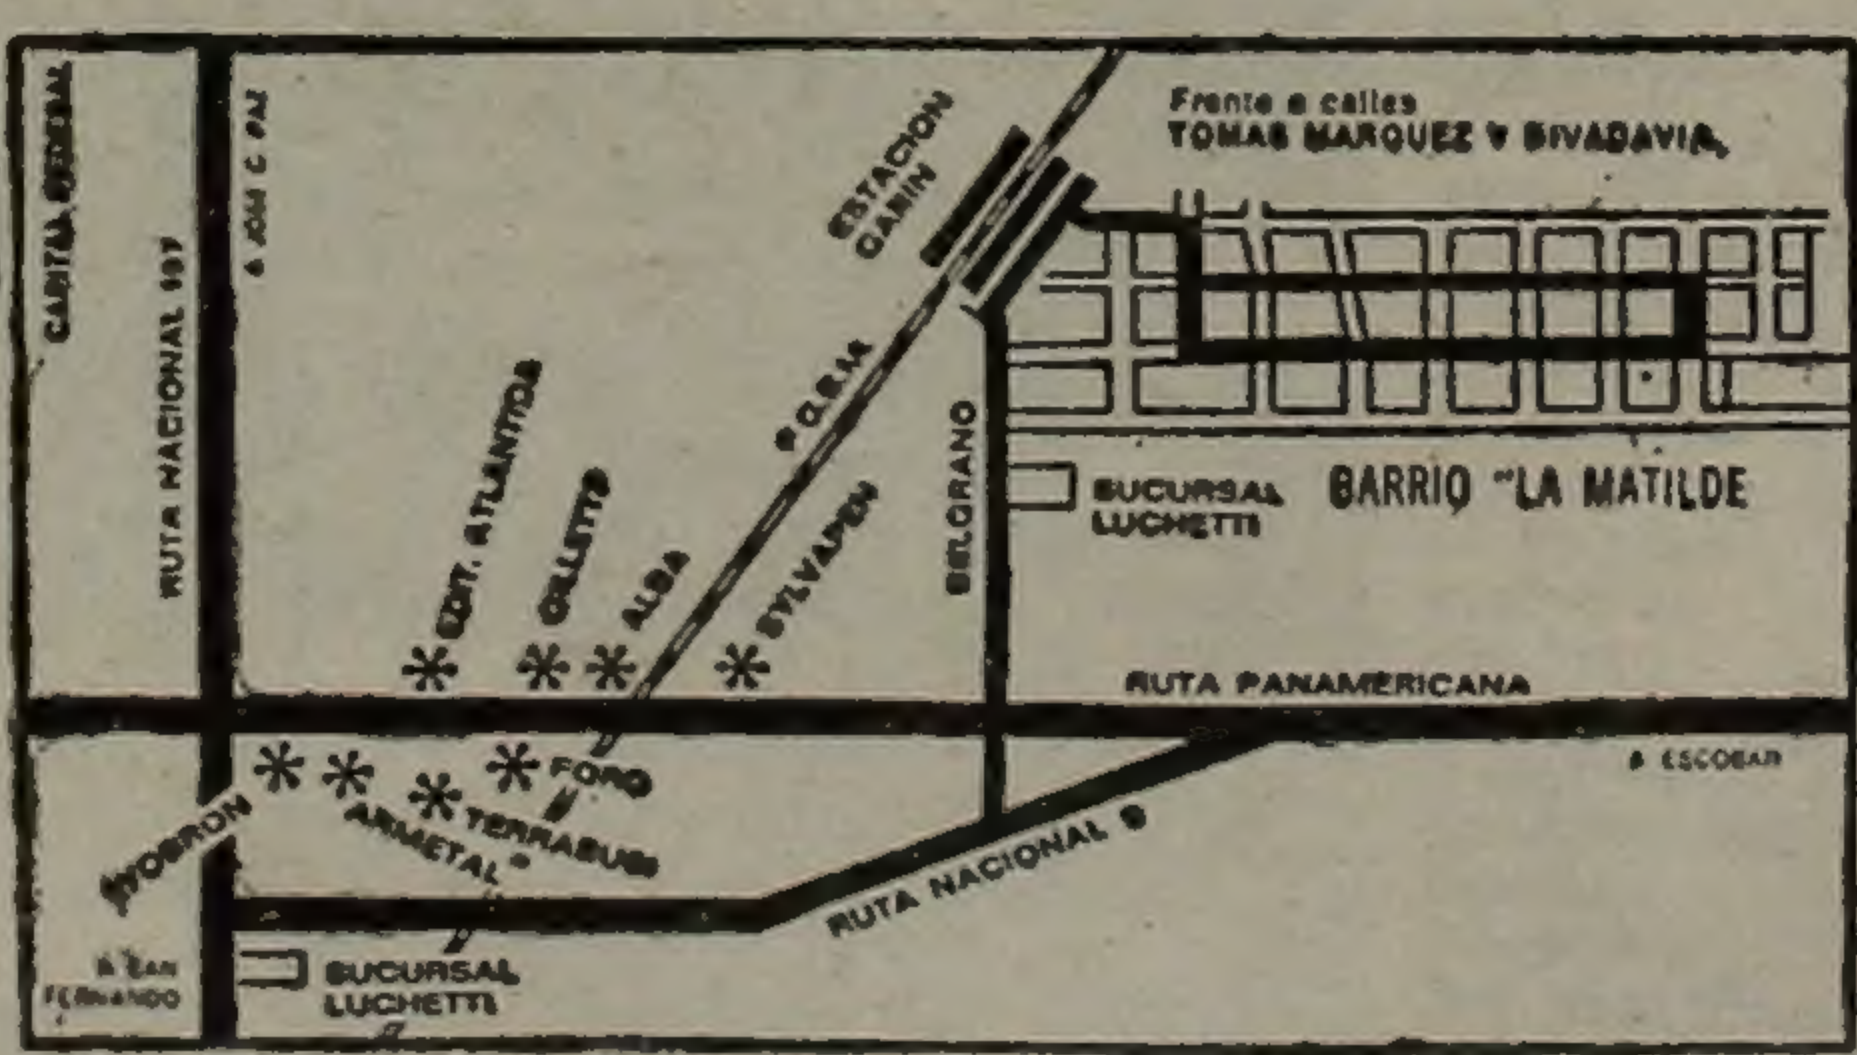 CAPITAL FEDERAL
RUTA NACIONAL 197
A JOSE C. PAZ
ESTACION
GARIN
Frente a calles
TOMAS MARQUEZ Y RIVADAVIA,
F.G.B.M.
BELGRANO
SUCURSAL
LUCHETTI
BARRIO "LA MATILDE
EDIT. ATLANTIDA
GILLETTE
ALBA
SYLVAPEN
RUTA PANAMERICANA
A ESCOBAR
FORD
TERRABUSI
ARMETAL
RUTA NACIONAL 9
A SAN
FERNANDO
SUCURSAL
LUCHETTI